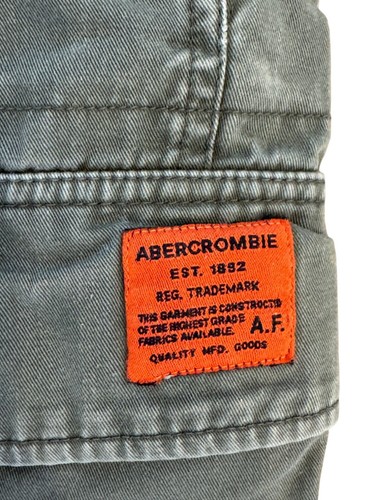 ABERCROMBIE
EST. 1892
REG. TRADEMARK
THIS GARMENT IS CONSTRUCTED
OF THE HIGHEST GRADE
FABRICS AVAILABLE. A.F.
QUALITY MFD. GOODS